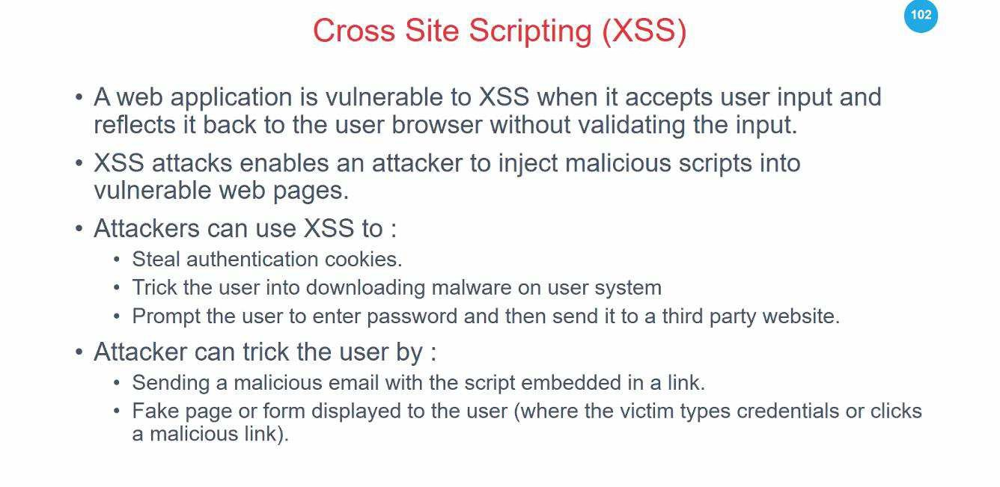 102
Cross Site Scripting (XSS)
• A web application is vulnerable to XSS when it accepts user input and
reflects it back to the user browser without validating the input.
• XSS attacks enables an attacker to inject malicious scripts into
vulnerable web pages.
• Attackers can use XSS to :
• Steal authentication cookies.
• Trick the user into downloading malware on user system
• Prompt the user to enter password and then send it to a third party website.
• Attacker can trick the user by :
• Sending a malicious email with the script embedded in a link.
• Fake page or form displayed to the user (where the victim types credentials or clicks
a malicious link).